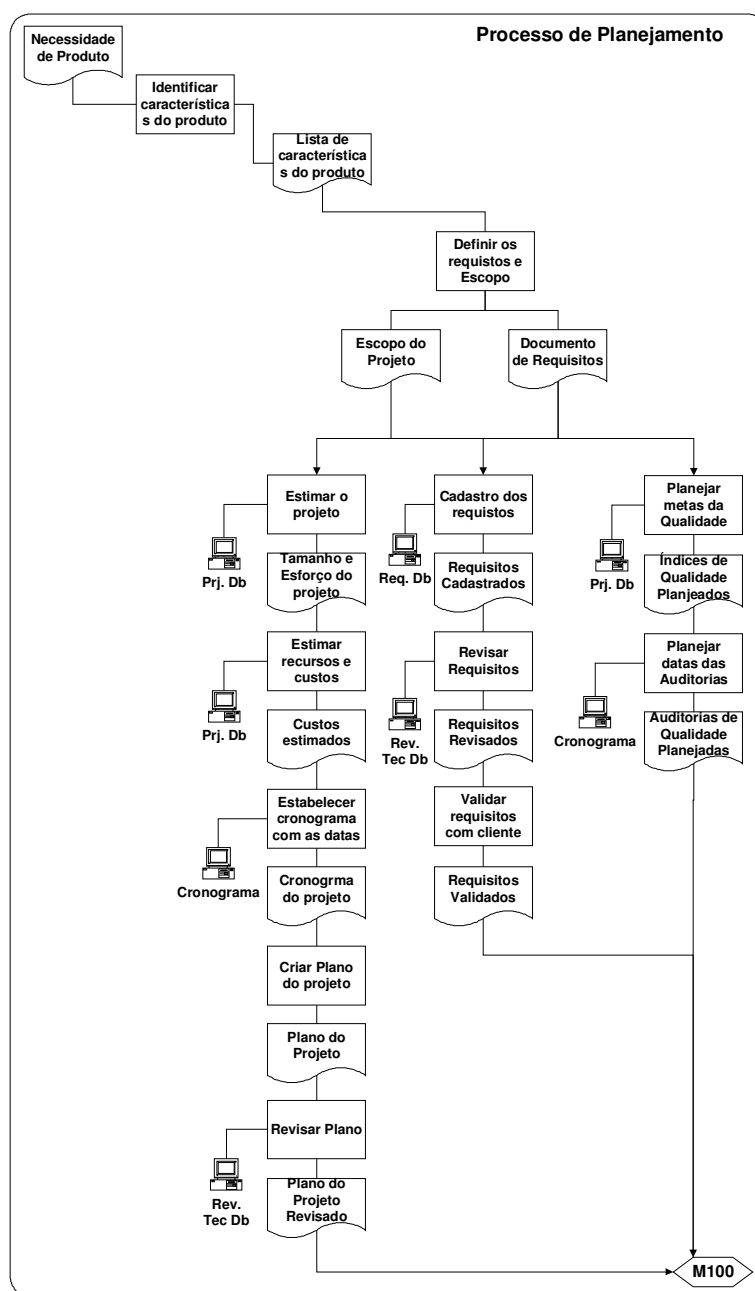 Processo de Planejamento
Necessidade
de Produto
Identificar
característica
s do produto
Lista de
característica
s do produto
Definir os
requistos e
Escopo
Escopo do
Projeto
Documento
de Requisitos
Estimar o
projeto
Prj. Db
Tamanho e
Esforço do
projeto
Estimar
recursos e
custos
Prj. Db
Custos
estimados
Estabelecer
cronograma
com as datas
Cronograma
Cronogrma
do projeto
Criar Plano
do projeto
Plano do
Projeto
Revisar Plano
Rev.
Tec Db
Plano do
Projeto
Revisado
Cadastro dos
requistos
Req. Db
Requisitos
Cadastrados
Revisar
Requisitos
Rev.
Tec Db
Requisitos
Revisados
Validar
requisitos
com cliente
Requisitos
Validados
Planejar
metas da
Qualidade
Prj. Db
Índices de
Qualidade
Planjeados
Planejar
datas das
Auditorias
Cronograma
Auditorias de
Qualidade
Planejadas
M100